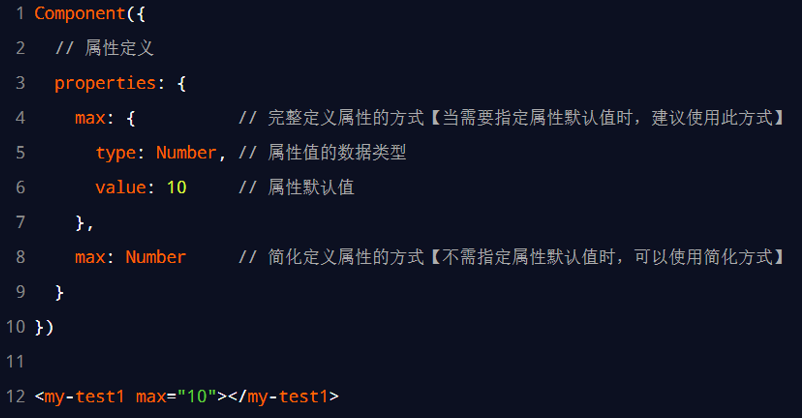 1 Component({
2   // 属性定义
3   properties: {
4     max: {          // 完整定义属性的方式【当需要指定属性默认值时，建议使用此方式】
5       type: Number, // 属性值的数据类型
6       value: 10     // 属性默认值
7     },
8     max: Number     // 简化定义属性的方式【不需指定属性默认值时，可以使用简化方式】
9   }
10 })
11
12 <my-test1 max="10"></my-test1>